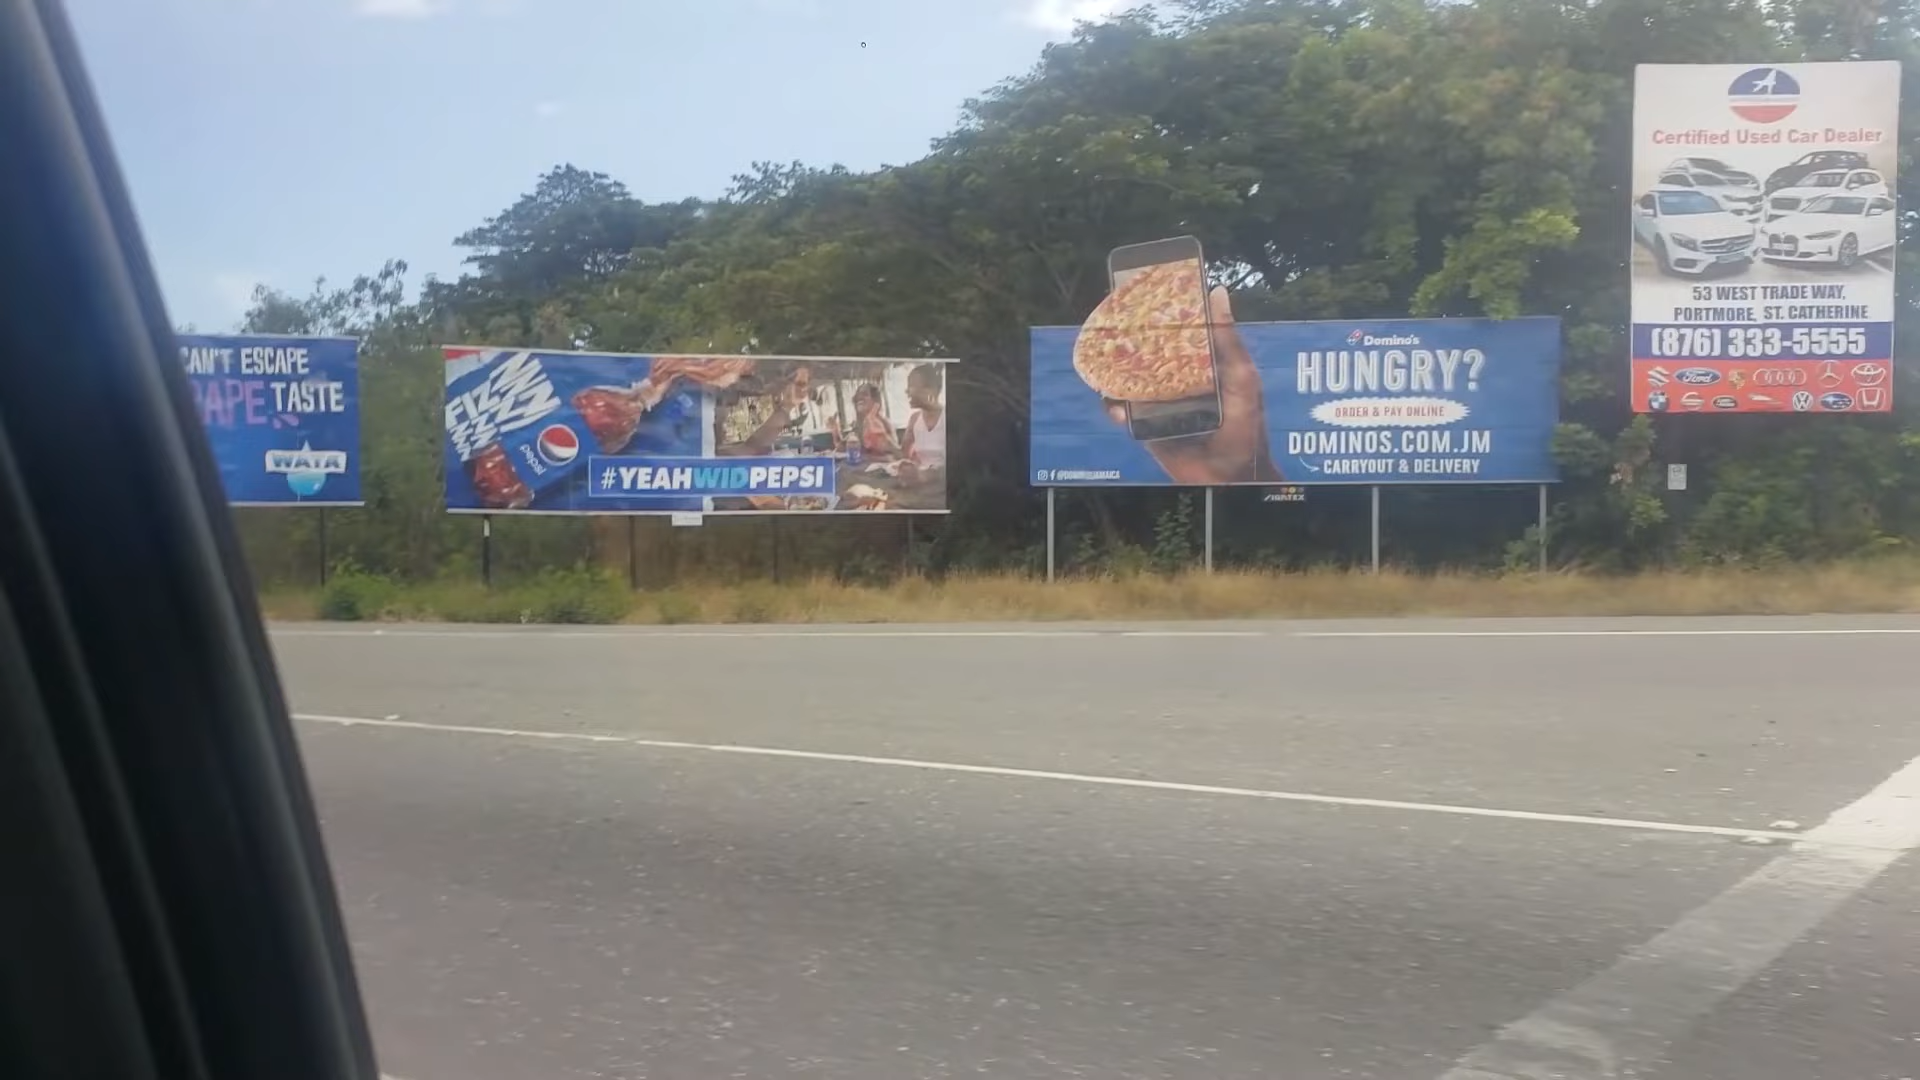 CAN'T ESCAPE
TASTE
WATA
FIZZ
pepsi
#YEAHWIDPEPSI
Domino's
HUNGRY?
ORDER & PAY ONLINE
DOMINOS.COM.JM
CARRYOUT & DELIVERY
Certified Used Car Dealer
53 WEST TRADE WAY,
PORTMORE, ST. CATHERINE
(876) 333-5555
Ford